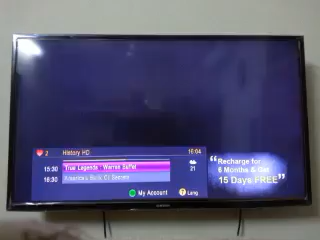 2 History HD 16:04
15:30 True Legends : Warren Buffet 21
16:30 America's Book Of Secrets
My Account T Lang
"Recharge for
6 Months & Get
15 Days FREE"
SAMSUNG